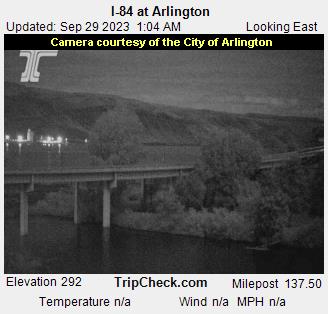 I-84 at Arlington
Updated: Sep 29 2023 1:04 AM Looking East
Camera courtesy of the City of Arlington
Elevation 292 TripCheck.com Milepost 137.50
Temperature n/a Wind n/a MPH n/a